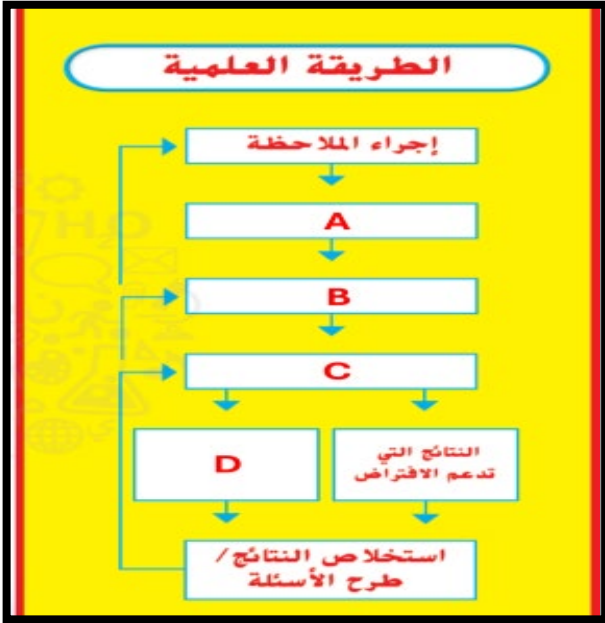 الطريقة العلمية
إجراء الملاحظة
A
B
C
النتائج التي
تدعم الافتراض
D
استخلاص النتائج/
طرح الأسئلة